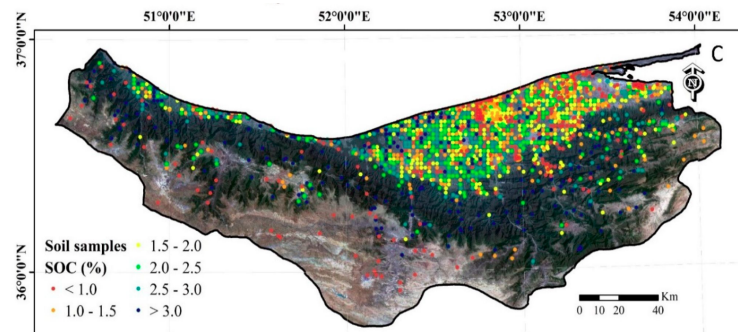 51°0'0"E 52°0'0"E 53°0'0"E 54°0'0"E
37°0'0"N
C
N
36°0'0"N
Soil samples
SOC (%)
< 1.0
1.0 - 1.5
1.5 - 2.0
2.0 - 2.5
2.5 - 3.0
> 3.0
Km
0 10 20 40